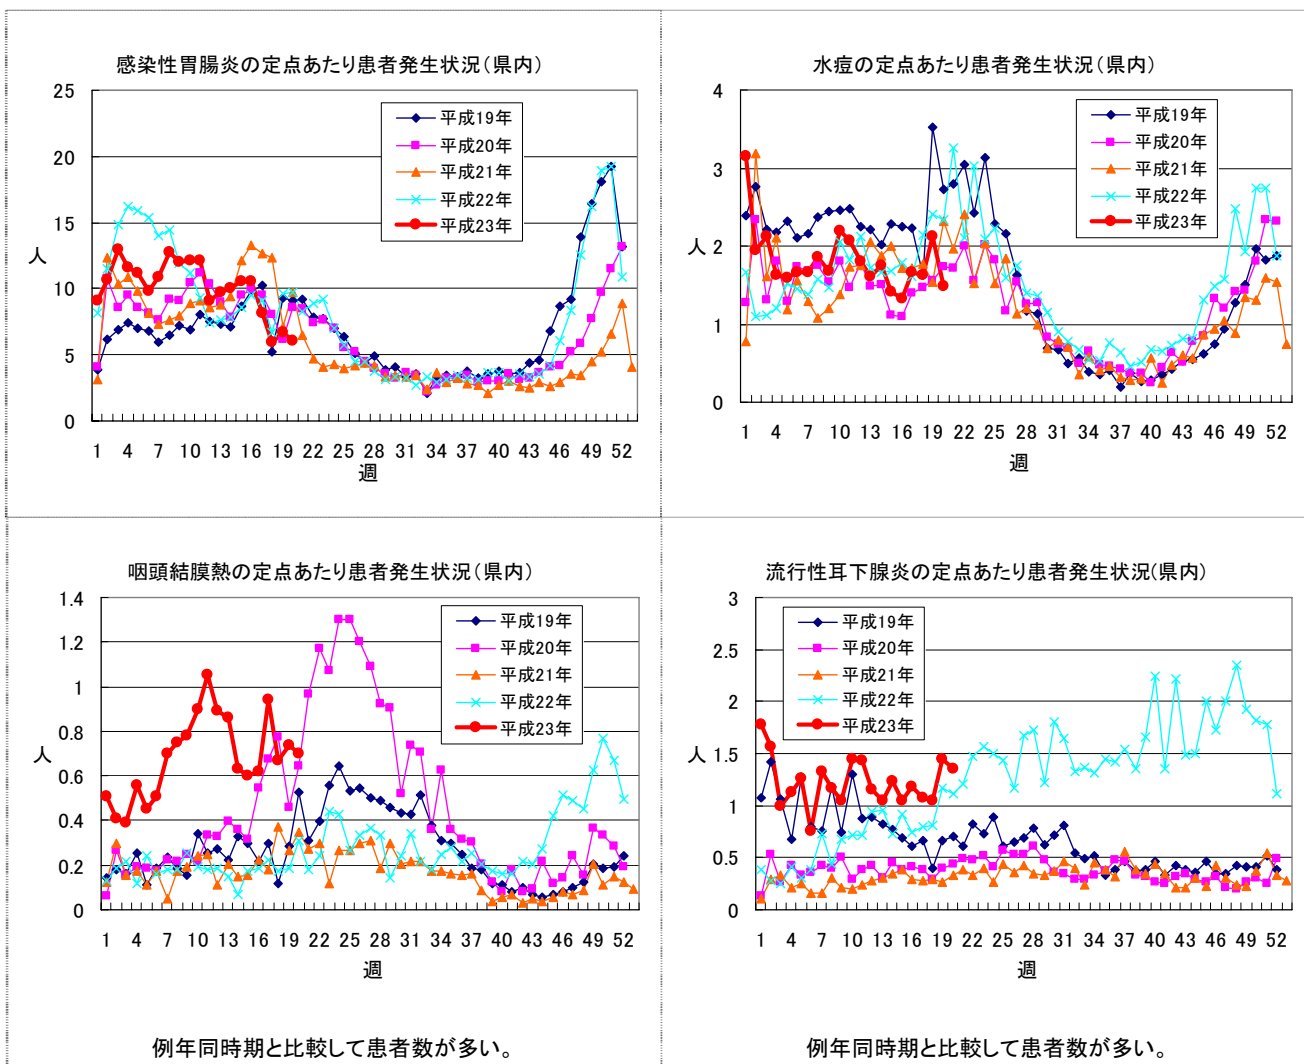 感染性胃腸炎の定点あたり患者発生状況（県内）
25
20
15
10
5
0
人
平成19年
平成20年
平成21年
平成22年
平成23年
1 4 7 10 13 16 19 22 25 28 31 34 37 40 43 46 49 52
週
水痘の定点あたり患者発生状況（県内）
4
3
2
1
0
人
平成19年
平成20年
平成21年
平成22年
平成23年
1 4 7 10 13 16 19 22 25 28 31 34 37 40 43 46 49 52
週
咽頭結膜熱の定点あたり患者発生状況（県内）
1.4
1.2
1
0.8
0.6
0.4
0.2
0
人
平成19年
平成20年
平成21年
平成22年
平成23年
1 4 7 10 13 16 19 22 25 28 31 34 37 40 43 46 49 52
週
例年同時期と比較して患者数が多い。
流行性耳下腺炎の定点あたり患者発生状況（県内）
3
2.5
2
1.5
1
0.5
0
人
平成19年
平成20年
平成21年
平成22年
平成23年
1 4 7 10 13 16 19 22 25 28 31 34 37 40 43 46 49 52
週
例年同時期と比較して患者数が多い。